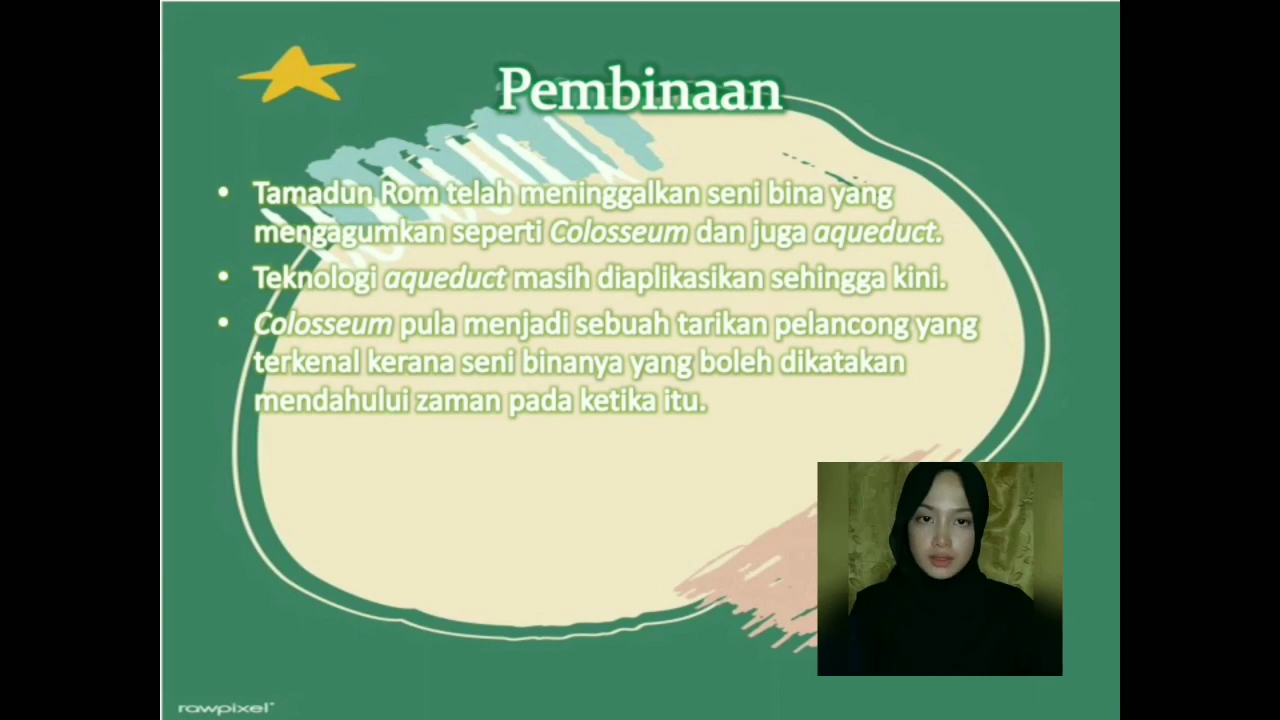 Pembinaan
• Tamadun Rom telah meninggalkan seni bina yang
mengagumkan seperti Colosseum dan juga aqueduct.
• Teknologi aqueduct masih diaplikasikan sehingga kini.
• Colosseum pula menjadi sebuah tarikan pelancong yang
terkenal kerana seni binanya yang boleh dikatakan
mendahului zaman pada ketika itu.
rawpixel